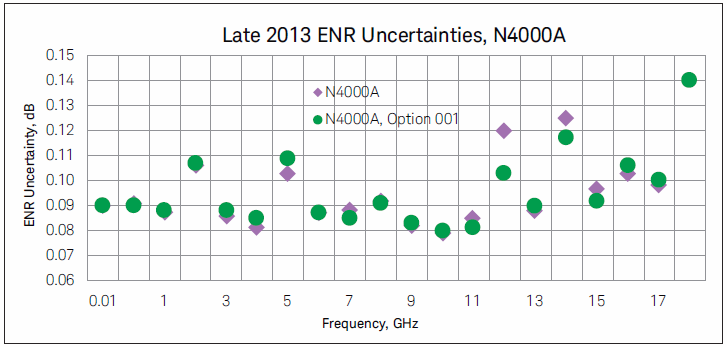 Late 2013 ENR Uncertainties, N4000A
0.15
0.14
0.13
0.12
0.11
0.10
0.09
0.08
0.07
0.06
ENR Uncertainty, dB
N4000A
N4000A, Option 001
0.01 1 3 5 7 9 11 13 15 17
Frequency, GHz